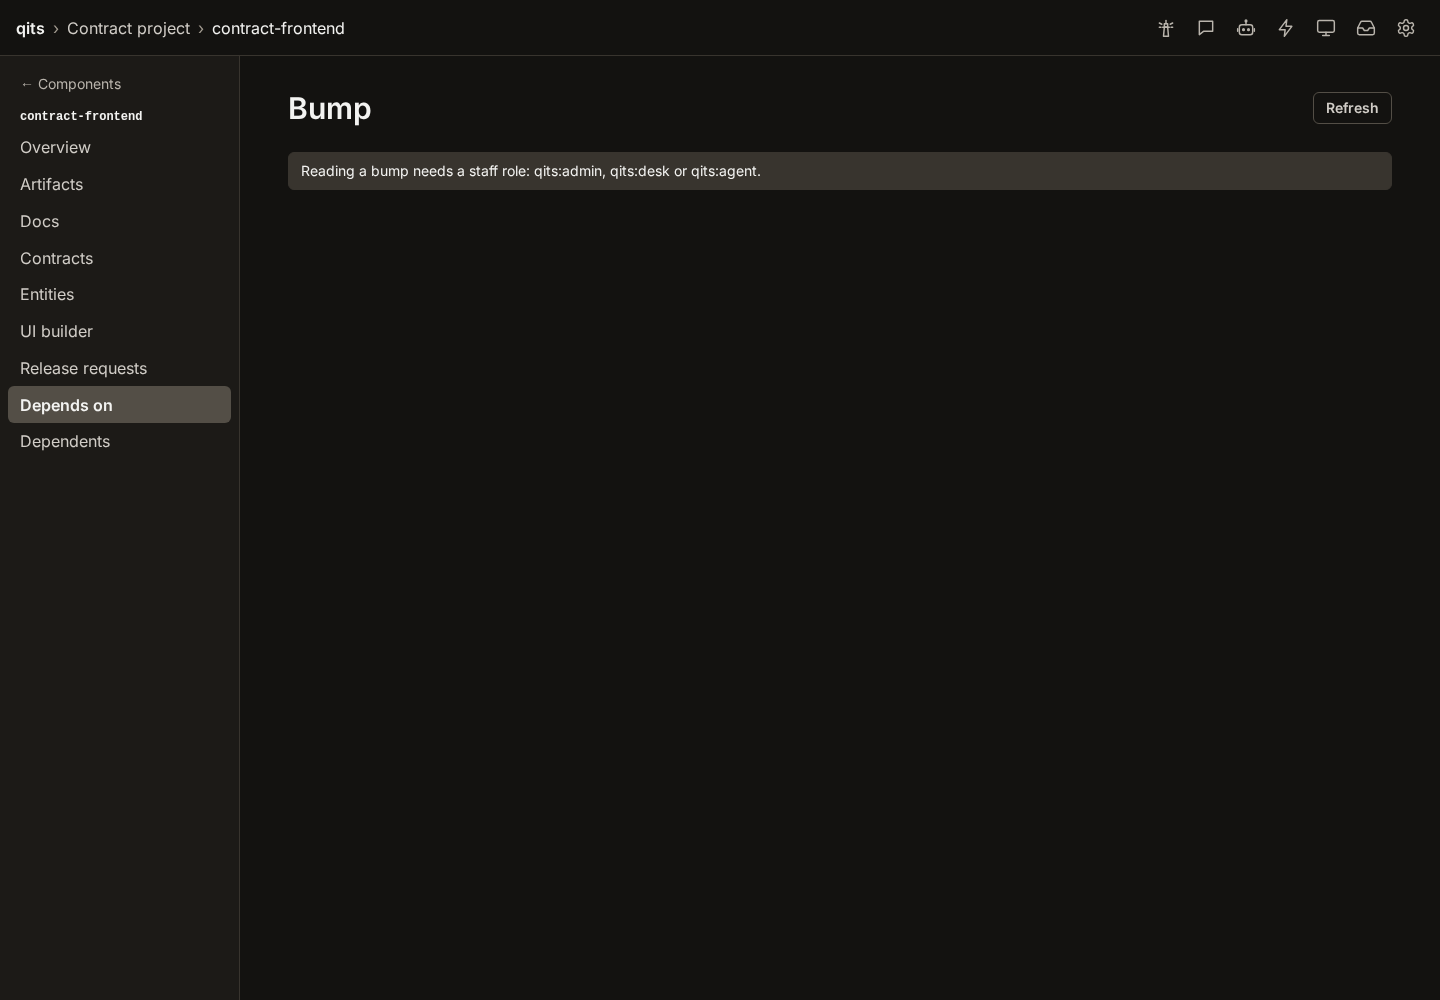 qits › Contract project › contract-frontend
← Components
contract-frontend
Overview
Artifacts
Docs
Contracts
Entities
UI builder
Release requests
Depends on
Dependents
Bump
Refresh
Reading a bump needs a staff role: qits:admin, qits:desk or qits:agent.